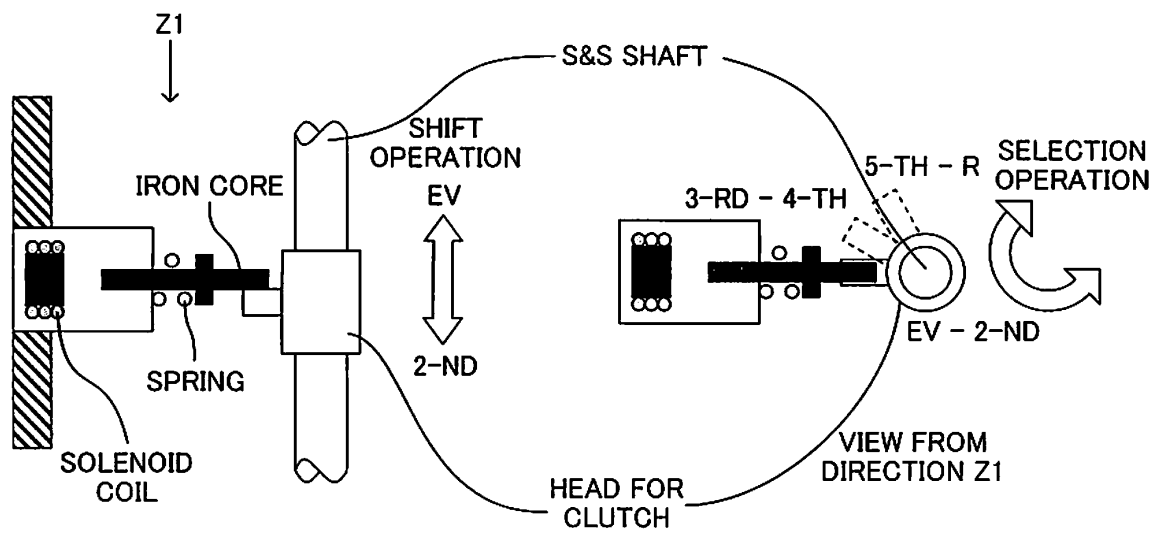 Z1
S&S SHAFT
SHIFT
OPERATION
EV
2-ND
IRON CORE
SPRING
SOLENOID
COIL
HEAD FOR
CLUTCH
3-RD - 4-TH
5-TH - R
SELECTION
OPERATION
EV - 2-ND
VIEW FROM
DIRECTION Z1